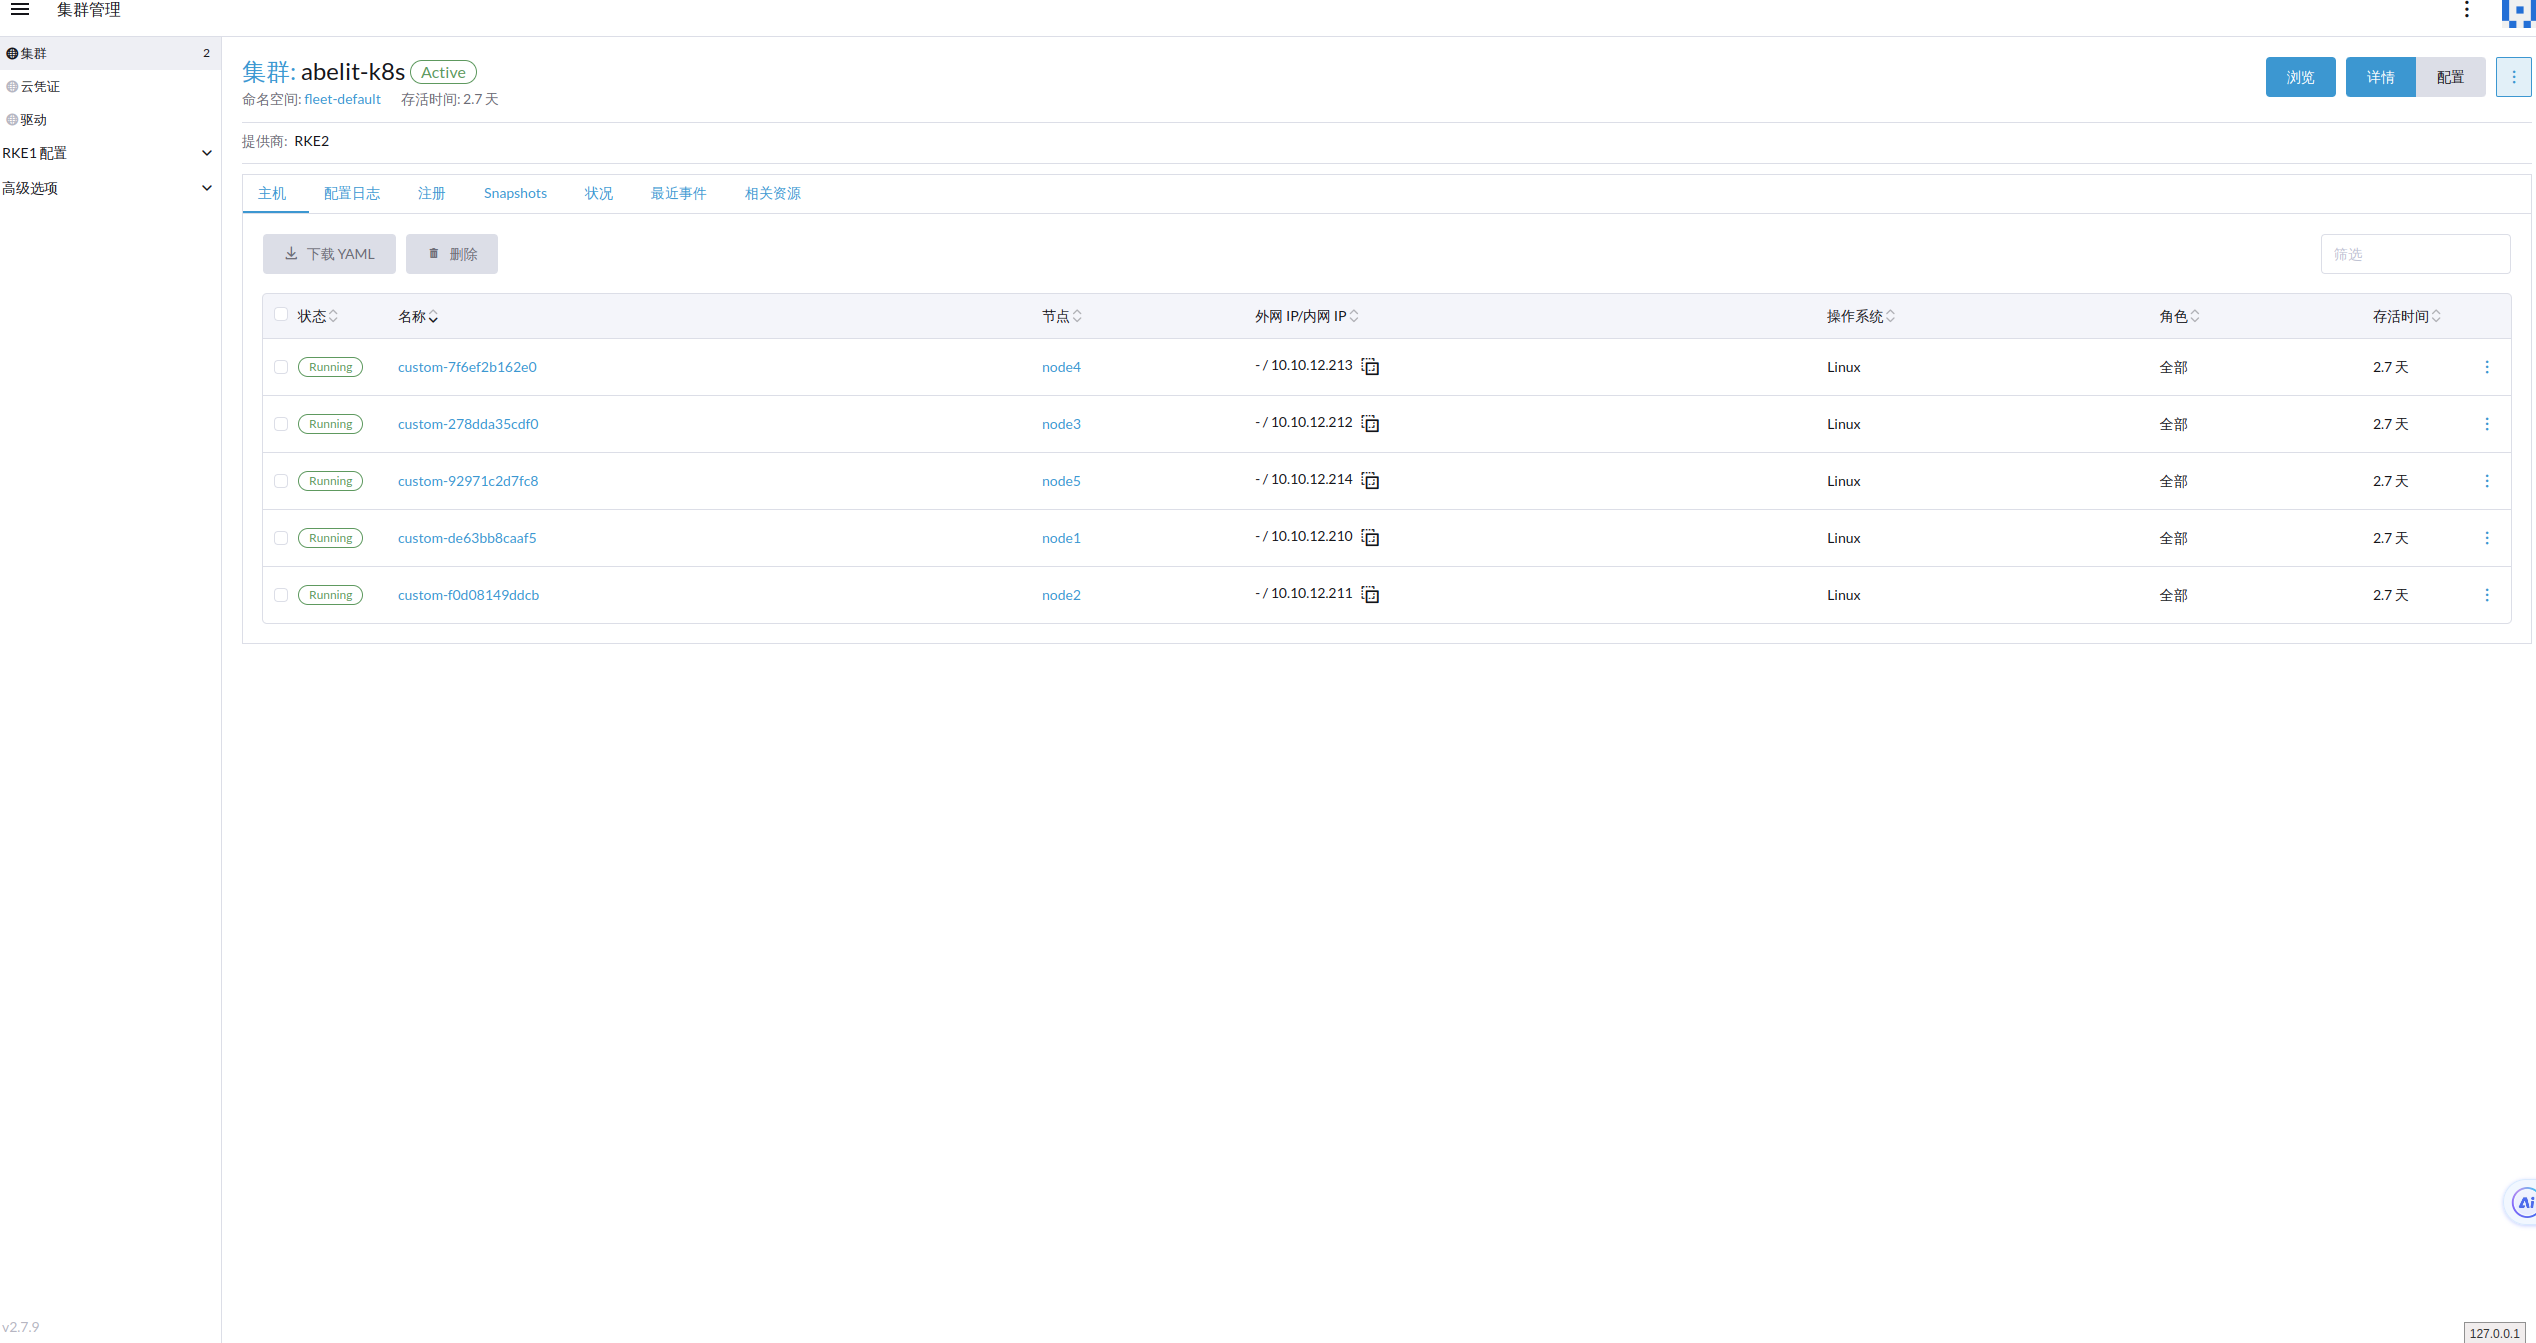 集群管理
集群 2
云凭证
驱动
RKE1 配置
高级选项
集群: abelit-k8s Active
命名空间: fleet-default 存活时间: 2.7 天
浏览 详情 配置
提供商: RKE2
主机 配置日志 注册 Snapshots 状况 最近事件 相关资源
下载 YAML 删除 筛选
状态 名称 节点 外网 IP/内网 IP 操作系统 角色 存活时间
Running custom-7f6ef2b162e0 node4 - / 10.10.12.213 Linux 全部 2.7 天
Running custom-278dda35cdf0 node3 - / 10.10.12.212 Linux 全部 2.7 天
Running custom-92971c2d7fc8 node5 - / 10.10.12.214 Linux 全部 2.7 天
Running custom-de63bb8caaf5 node1 - / 10.10.12.210 Linux 全部 2.7 天
Running custom-f0d08149ddcb node2 - / 10.10.12.211 Linux 全部 2.7 天
Ai
v2.7.9
127.0.0.1